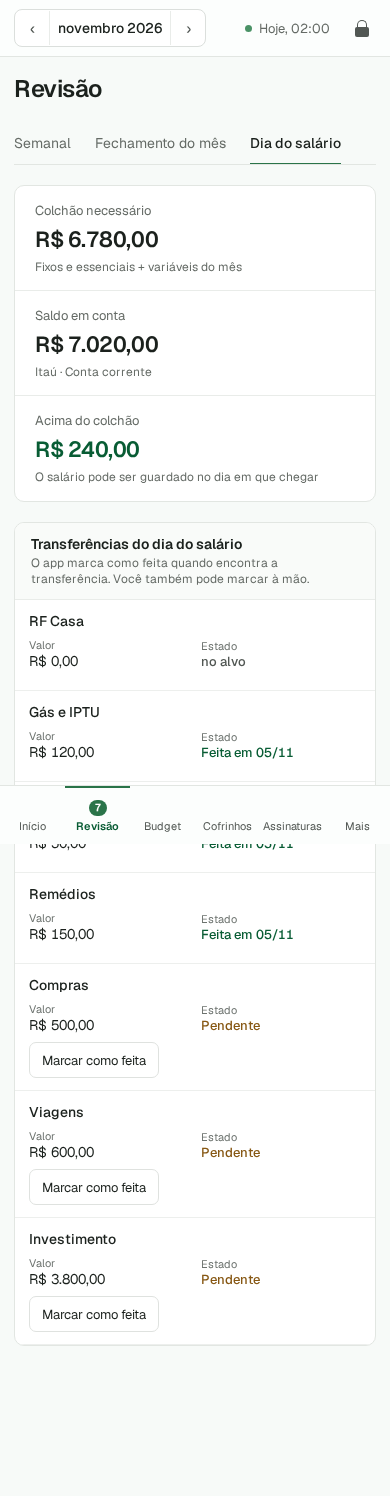 ‹ novembro 2026 › Hoje, 02:00
Revisão
Semanal Fechamento do mês Dia do salário
Colchão necessário
R$ 6.780,00
Fixos e essenciais + variáveis do mês
Saldo em conta
R$ 7.020,00
Itaú · Conta corrente
Acima do colchão
R$ 240,00
O salário pode ser guardado no dia em que chegar
Transferências do dia do salário
O app marca como feita quando encontra a
transferência. Você também pode marcar à mão.
RF Casa
Valor Estado
R$ 0,00 no alvo
Gás e IPTU
Valor Estado
R$ 120,00 Feita em 05/11
7
Início Revisão Budget Cofrinhos Assinaturas Mais
Feita em 05/11
Remédios
Valor Estado
R$ 150,00 Feita em 05/11
Compras
Valor Estado
R$ 500,00 Pendente
Marcar como feita
Viagens
Valor Estado
R$ 600,00 Pendente
Marcar como feita
Investimento
Valor Estado
R$ 3.800,00 Pendente
Marcar como feita